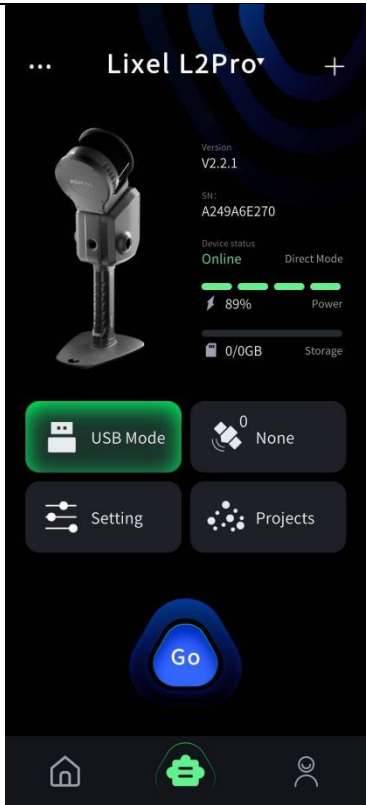 ... Lixel L2Pro▾ +
Version
V2.2.1
SN:
A249A6E270
Device status
Online Direct Mode
89% Power
0/0GB Storage
USB Mode
0
None
Setting
Projects
Go